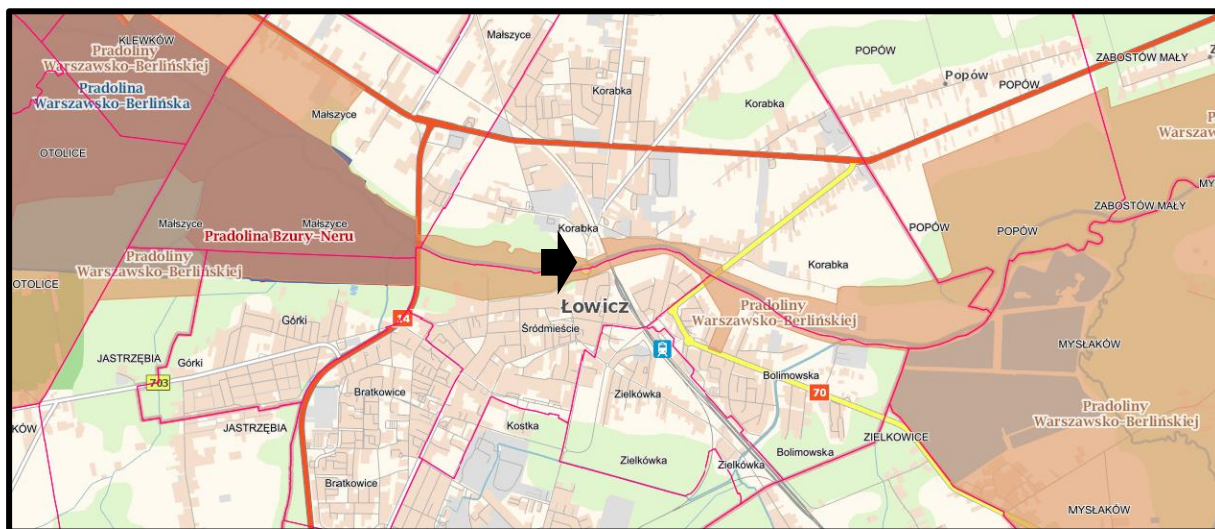 KLEWKÓW
Pradoliny
Warszawsko-Berlińskiej
Pradolina
Warszawsko-Berlińska
Małszyce
OTOLICE
Małszyce
Małszyce
Pradolina Bzury-Neru
Pradoliny
Warszawsko-Berlińskiej
OTOLICE
Małszyce
Małszyce
Korabka
Korabka
Korabka
Korabka
POPÓW
POPÓW
Popów
POPÓW
ZABOSTÓW MAŁY
ZABOSTÓW MAŁY
POPÓW
POPÓW
Łowicz
Śródmieście
Pradoliny
Warszawsko-Berlińskiej
MYSŁAKÓW
14
Górki
Górki
JASTRZĘBIA
703
Bratkowice
JASTRZĘBIA
Bratkowice
Kostka
Zielkówka
Zielkówka
Zielkówka
Bolimowska
70
Bolimowska
ZIELKOWICE
Pradoliny
Warszawsko-Berlińskiej
MYSŁAKÓW